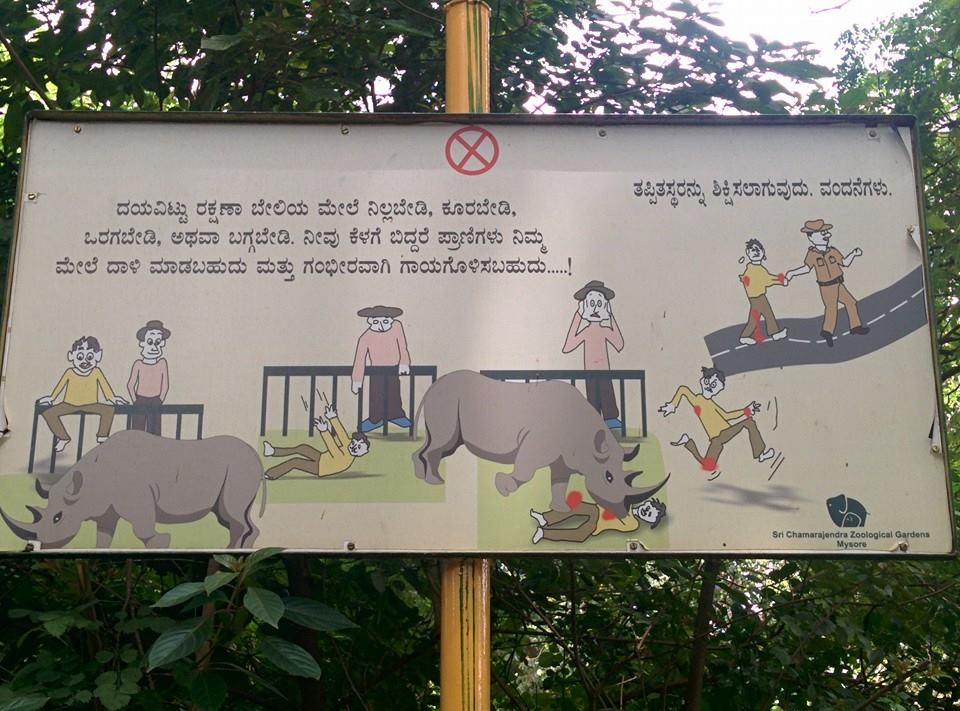 ದಯವಿಟ್ಟು ರಕ್ಷಣಾ ಬೇಲಿಯ ಮೇಲೆ ನಿಲ್ಲಬೇಡಿ, ಕೂರಬೇಡಿ,
ಒರಗಬೇಡಿ, ಅಥವಾ ಬಗ್ಗಬೇಡಿ. ನೀವು ಕೆಳಗೆ ಬಿದ್ದರೆ ಪ್ರಾಣಿಗಳು ನಿಮ್ಮ
ಮೇಲೆ ದಾಳಿ ಮಾಡಬಹುದು ಮತ್ತು ಗಂಭೀರವಾಗಿ ಗಾಯಗೊಳಿಸಬಹುದು.....!
ತಪ್ಪಿತಸ್ಥರನ್ನು ಶಿಕ್ಷಿಸಲಾಗುವುದು. ವಂದನೆಗಳು.
Sri Chamarajendra Zoological Gardens
Mysore